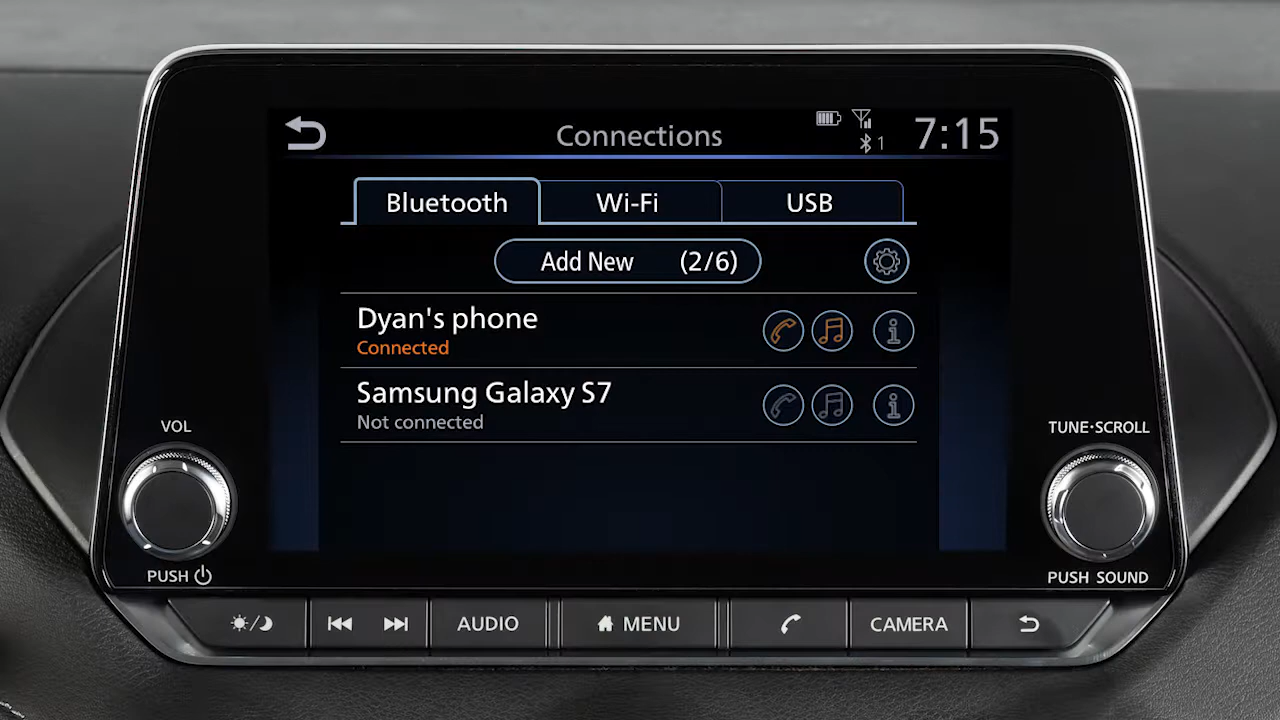 Connections
1
7:15
Bluetooth
Wi-Fi
USB
Add New (2/6)
Dyan's phone
Connected
Samsung Galaxy S7
Not connected
VOL
TUNE·SCROLL
PUSH
PUSH SOUND
AUDIO
MENU
CAMERA